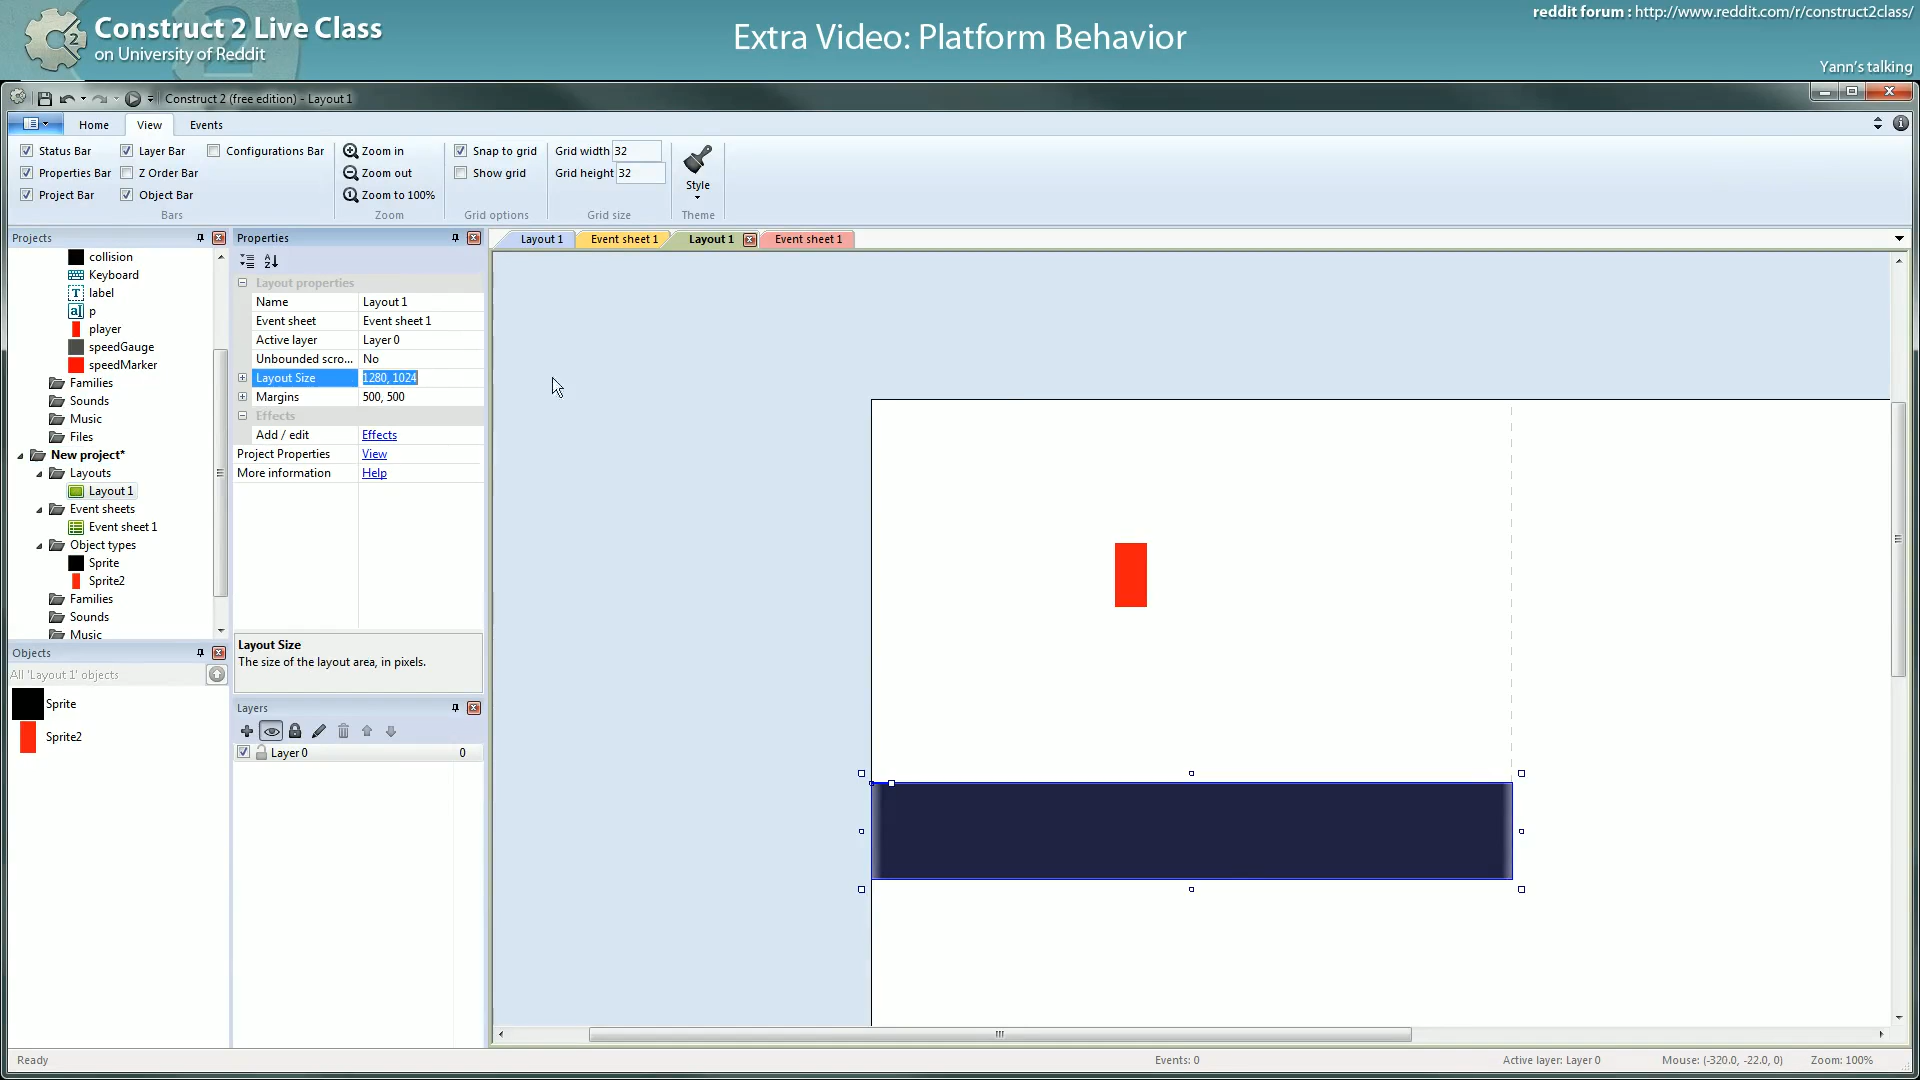 Construct 2 Live Class
on University of Reddit
Extra Video: Platform Behavior
reddit forum : http://www.reddit.com/r/construct2class/
Yann's talking
Construct 2 (free edition) - Layout 1
Home
View
Events
Status Bar
Layer Bar
Configurations Bar
Properties Bar
Z Order Bar
Project Bar
Object Bar
Bars
Zoom in
Zoom out
Zoom to 100%
Zoom
Snap to grid
Show grid
Grid options
Grid width 32
Grid height 32
Grid size
Style
Theme
Projects
collision
Keyboard
label
p
player
speedGauge
speedMarker
Families
Sounds
Music
Files
New project*
Layouts
Layout 1
Event sheets
Event sheet 1
Object types
Sprite
Sprite2
Families
Sounds
Music
Objects
All 'Layout 1' objects
Sprite
Sprite2
Properties
Layout properties
Name Layout 1
Event sheet Event sheet 1
Active layer Layer 0
Unbounded scro... No
Layout Size 1280, 1024
Margins 500, 500
Effects
Add / edit Effects
Project Properties View
More information Help
Layout Size
The size of the layout area, in pixels.
Layers
Layer 0 0
Layout 1
Event sheet 1
Layout 1
Event sheet 1
Ready
Events: 0
Active layer: Layer 0
Mouse: (-320.0, -22.0, 0)
Zoom: 100%